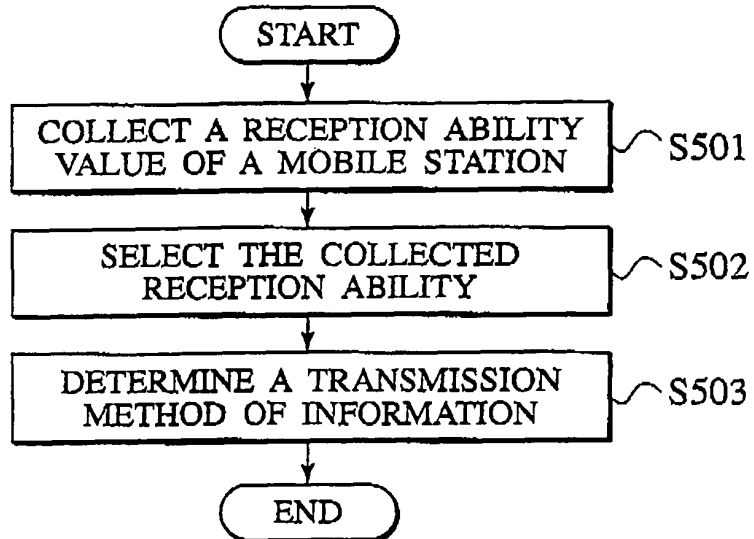 START
COLLECT A RECEPTION ABILITY
VALUE OF A MOBILE STATION
S501
SELECT THE COLLECTED
RECEPTION ABILITY
S502
DETERMINE A TRANSMISSION
METHOD OF INFORMATION
S503
END